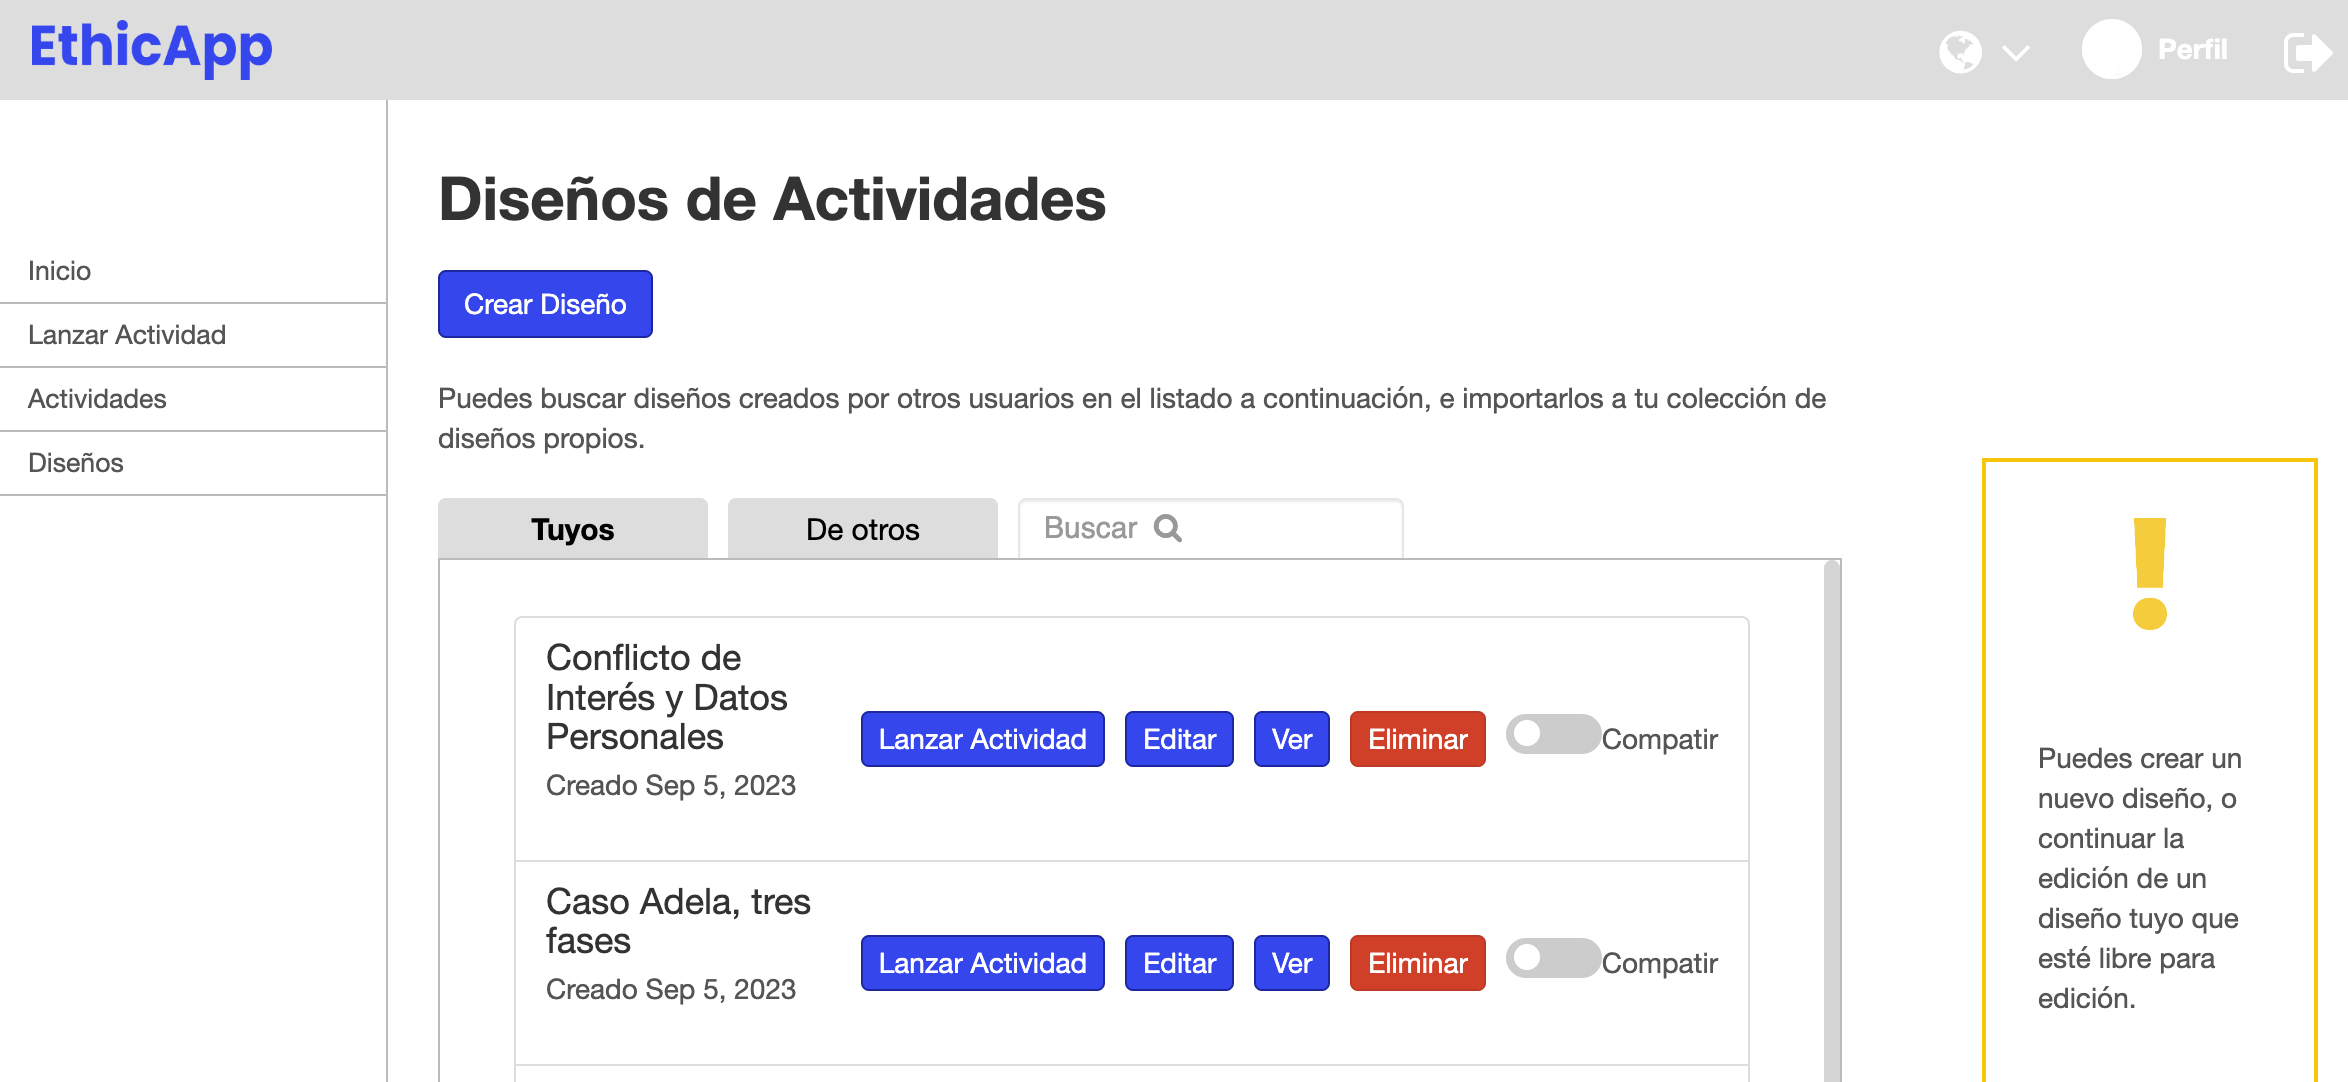 EthicApp
Perfil
Inicio
Lanzar Actividad
Actividades
Diseños
Diseños de Actividades
Crear Diseño
Puedes buscar diseños creados por otros usuarios en el listado a continuación, e importarlos a tu colección de
diseños propios.
Tuyos
De otros
Buscar
Conflicto de
Interés y Datos
Personales
Creado Sep 5, 2023
Lanzar Actividad
Editar
Ver
Eliminar
Compatir
Caso Adela, tres
fases
Creado Sep 5, 2023
Lanzar Actividad
Editar
Ver
Eliminar
Compatir
!
Puedes crear un
nuevo diseño, o
continuar la
edición de un
diseño tuyo que
esté libre para
edición.